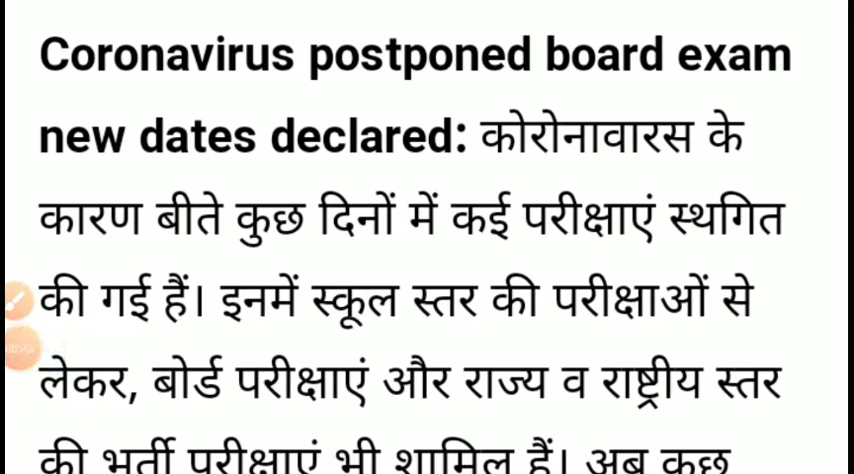 Coronavirus postponed board exam
new dates declared: कोरोनावारस के
कारण बीते कुछ दिनों में कई परीक्षाएं स्थगित
की गई हैं। इनमें स्कूल स्तर की परीक्षाओं से
लेकर, बोर्ड परीक्षाएं और राज्य व राष्ट्रीय स्तर
की भर्ती परीक्षाएं भी शामिल हैं। अब कुछ